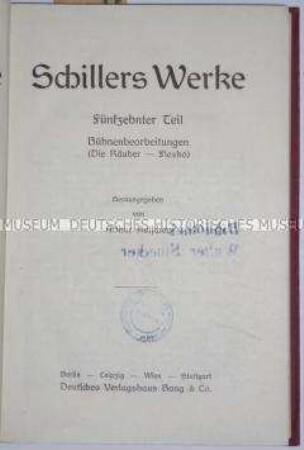 Schillers Werke
Fünfzehnter Teil
Bühnenbearbeitungen
(Die Räuber — Fiesko)
Herausgegeben
von
MUSEUM DEUTSCHES HISTORISCHES MUSEUM
Berlin — Leipzig — Wien — Stuttgart
Deutsches Verlagshaus Bong & Co.